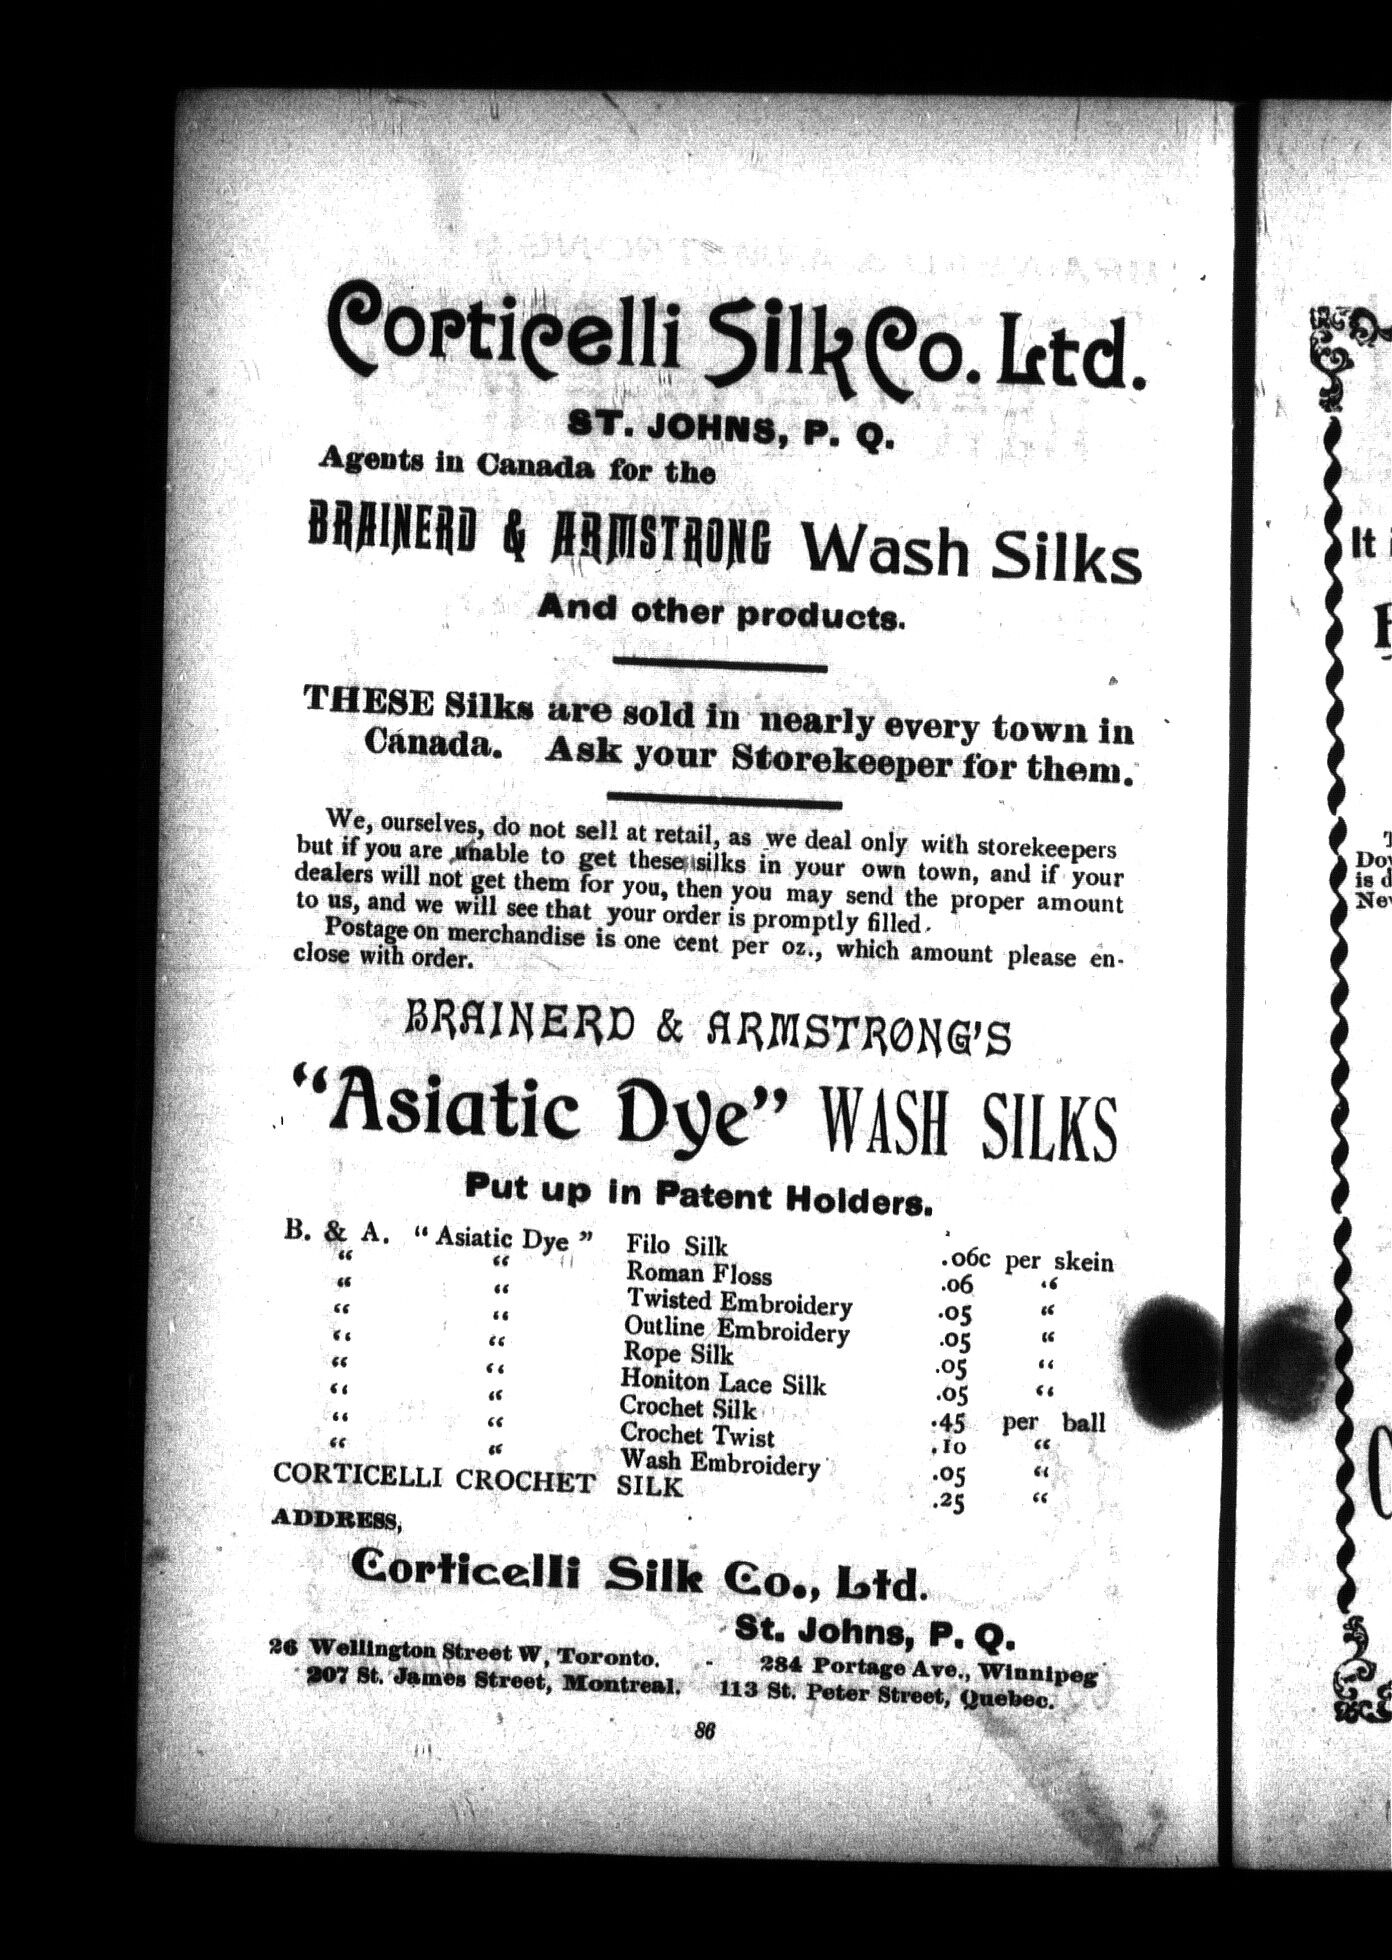 Corticelli Silk Co. Ltd.
ST. JOHNS, P. Q.
Agents in Canada for the
BRAINERD & ARMSTRONG Wash Silks
And other products.
THESE Silks are sold in nearly every town in
Canada. Ask your Storekeeper for them.
We, ourselves, do not sell at retail, as we deal only with storekeepers
but if you are unable to get these silks in your own town, and if your
dealers will not get them for you, then you may send the proper amount
to us, and we will see that your order is promptly filled.
Postage on merchandise is one cent per oz., which amount please en-
close with order.
BRAINERD & ARMSTRONG'S
"Asiatic Dye" WASH SILKS
Put up in Patent Holders.
B. & A. " Asiatic Dye " Filo Silk .06c per skein
" " Roman Floss .06 "
" " Twisted Embroidery .05 "
" " Outline Embroidery .05 "
" " Rope Silk .05 "
" " Honiton Lace Silk .05 "
" " Crochet Silk .45 per ball
" " Crochet Twist .10 "
" " Wash Embroidery .05 "
CORTICELLI CROCHET SILK .25 "
ADDRESS,
Corticelli Silk Co., Ltd.
St. Johns, P. Q.
26 Wellington Street W, Toronto. - 284 Portage Ave., Winnipeg
207 St. James Street, Montreal. 113 St. Peter Street, Quebec.
86
It
is d